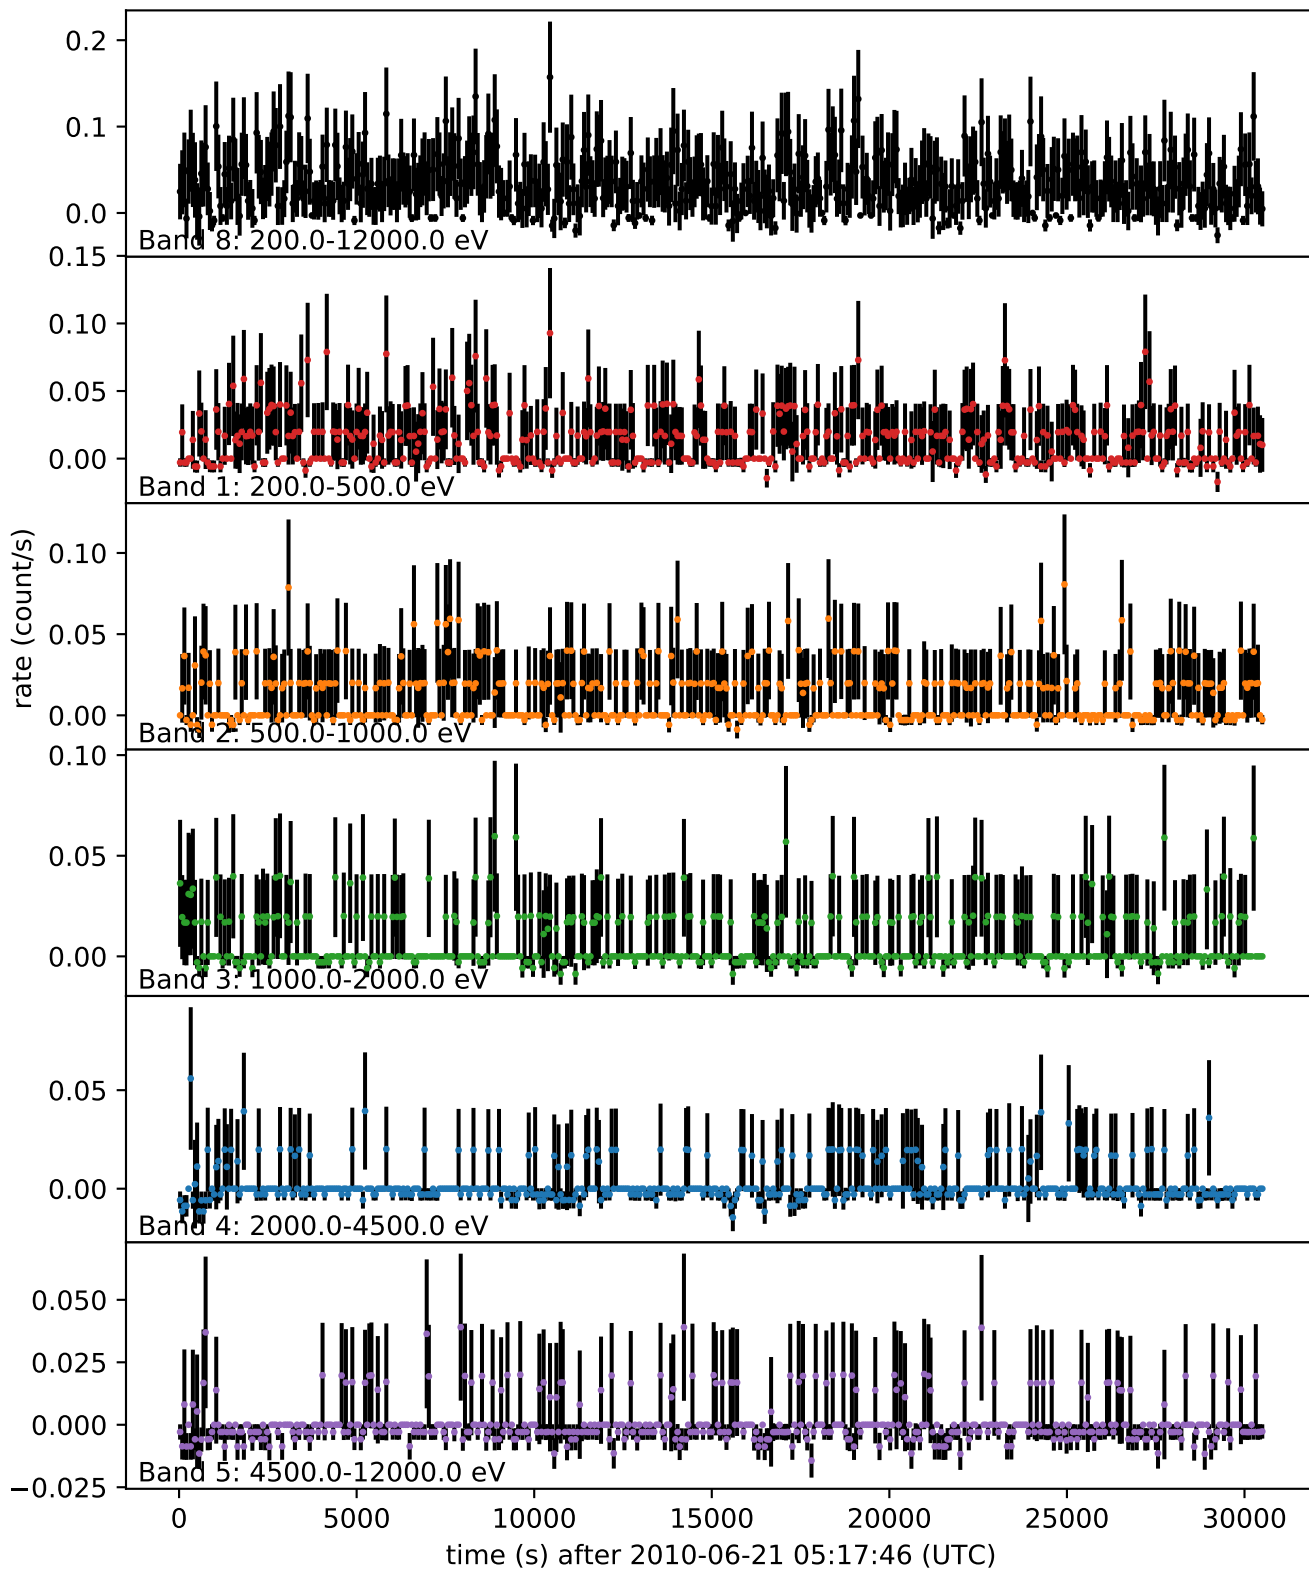 0.2
0.1
0.0
Band 8: 200.0-12000.0 eV
0.15
0.10
0.05
0.00
Band 1: 200.0-500.0 eV
0.10
0.05
0.00
Band 2: 500.0-1000.0 eV
rate (count/s)
0.10
0.05
0.00
Band 3: 1000.0-2000.0 eV
0.05
0.00
Band 4: 2000.0-4500.0 eV
0.050
0.025
0.000
−0.025
Band 5: 4500.0-12000.0 eV
0 5000 10000 15000 20000 25000 30000
time (s) after 2010-06-21 05:17:46 (UTC)